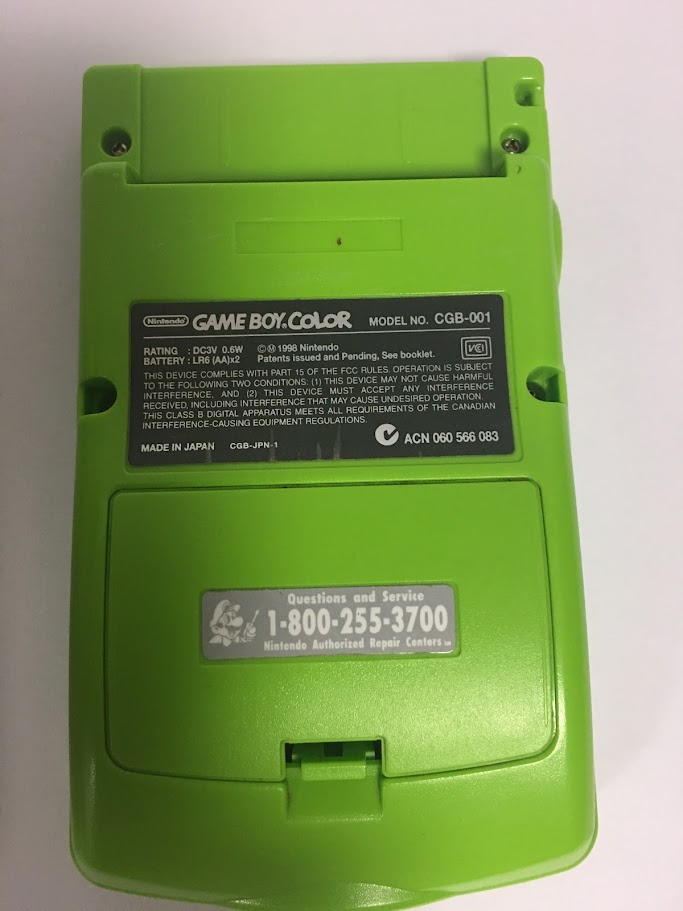 Nintendo GAME BOY COLOR MODEL NO. CGB-001
RATING : DC3V 0.6W ©Ⓜ 1998 Nintendo
BATTERY : LR6 (AA)x2 Patents issued and Pending, See booklet.
VCI
THIS DEVICE COMPLIES WITH PART 15 OF THE FCC RULES. OPERATION IS SUBJECT
TO THE FOLLOWING TWO CONDITIONS: (1) THIS DEVICE MAY NOT CAUSE HARMFUL
INTERFERENCE, AND (2) THIS DEVICE MUST ACCEPT ANY INTERFERENCE
RECEIVED, INCLUDING INTERFERENCE THAT MAY CAUSE UNDESIRED OPERATION.
THIS CLASS B DIGITAL APPARATUS MEETS ALL REQUIREMENTS OF THE CANADIAN
INTERFERENCE-CAUSING EQUIPMENT REGULATIONS.
MADE IN JAPAN CGB-JPN-1 ACN 060 566 083
Questions and Service
1-800-255-3700
Nintendo Authorized Repair Centers SM